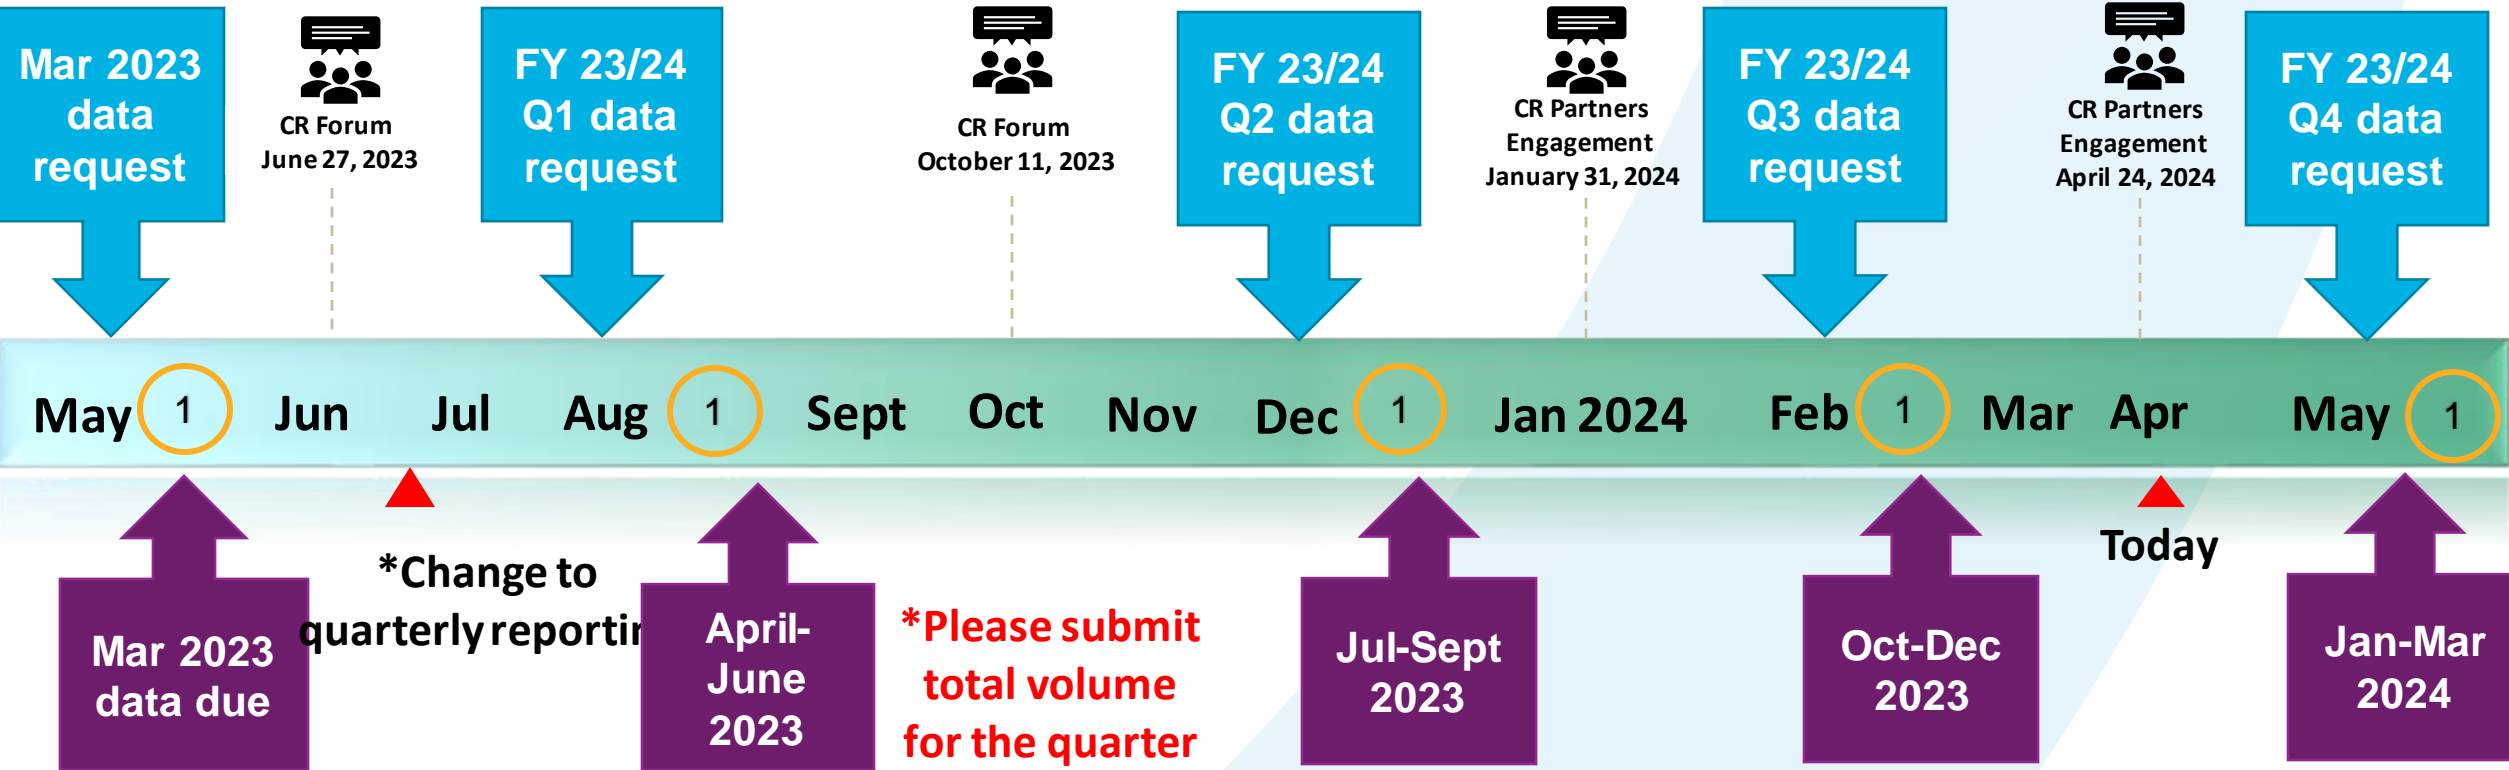 Mar 2023
data
request
CR Forum
June 27, 2023
FY 23/24
Q1 data
request
CR Forum
October 11, 2023
FY 23/24
Q2 data
request
CR Partners
Engagement
January 31, 2024
FY 23/24
Q3 data
request
CR Partners
Engagement
April 24, 2024
FY 23/24
Q4 data
request
May 1 Jun Jul Aug 1 Sept Oct Nov Dec 1 Jan 2024 Feb 1 Mar Apr May 1
Mar 2023
data due
*Change to
quarterly reportin
April-
June
2023
*Please submit
total volume
for the quarter
Jul-Sept
2023
Oct-Dec
2023
Today
Jan-Mar
2024